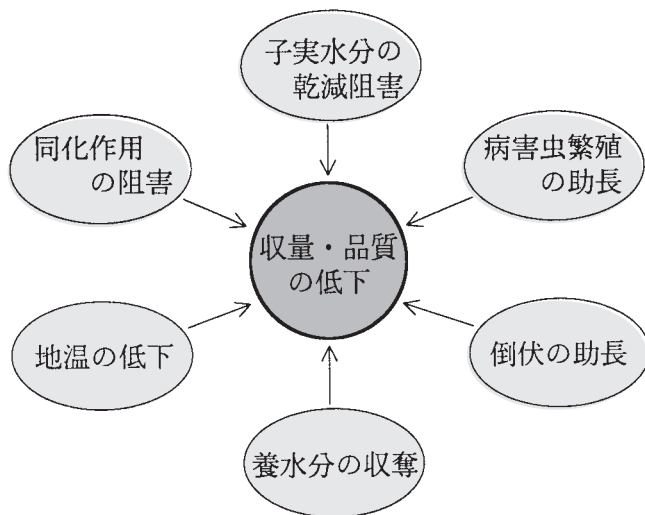 子実水分の
乾減阻害
同化作用
の阻害
病害虫繁殖
の助長
収量・品質
の低下
地温の低下
倒伏の助長
養水分の収奪